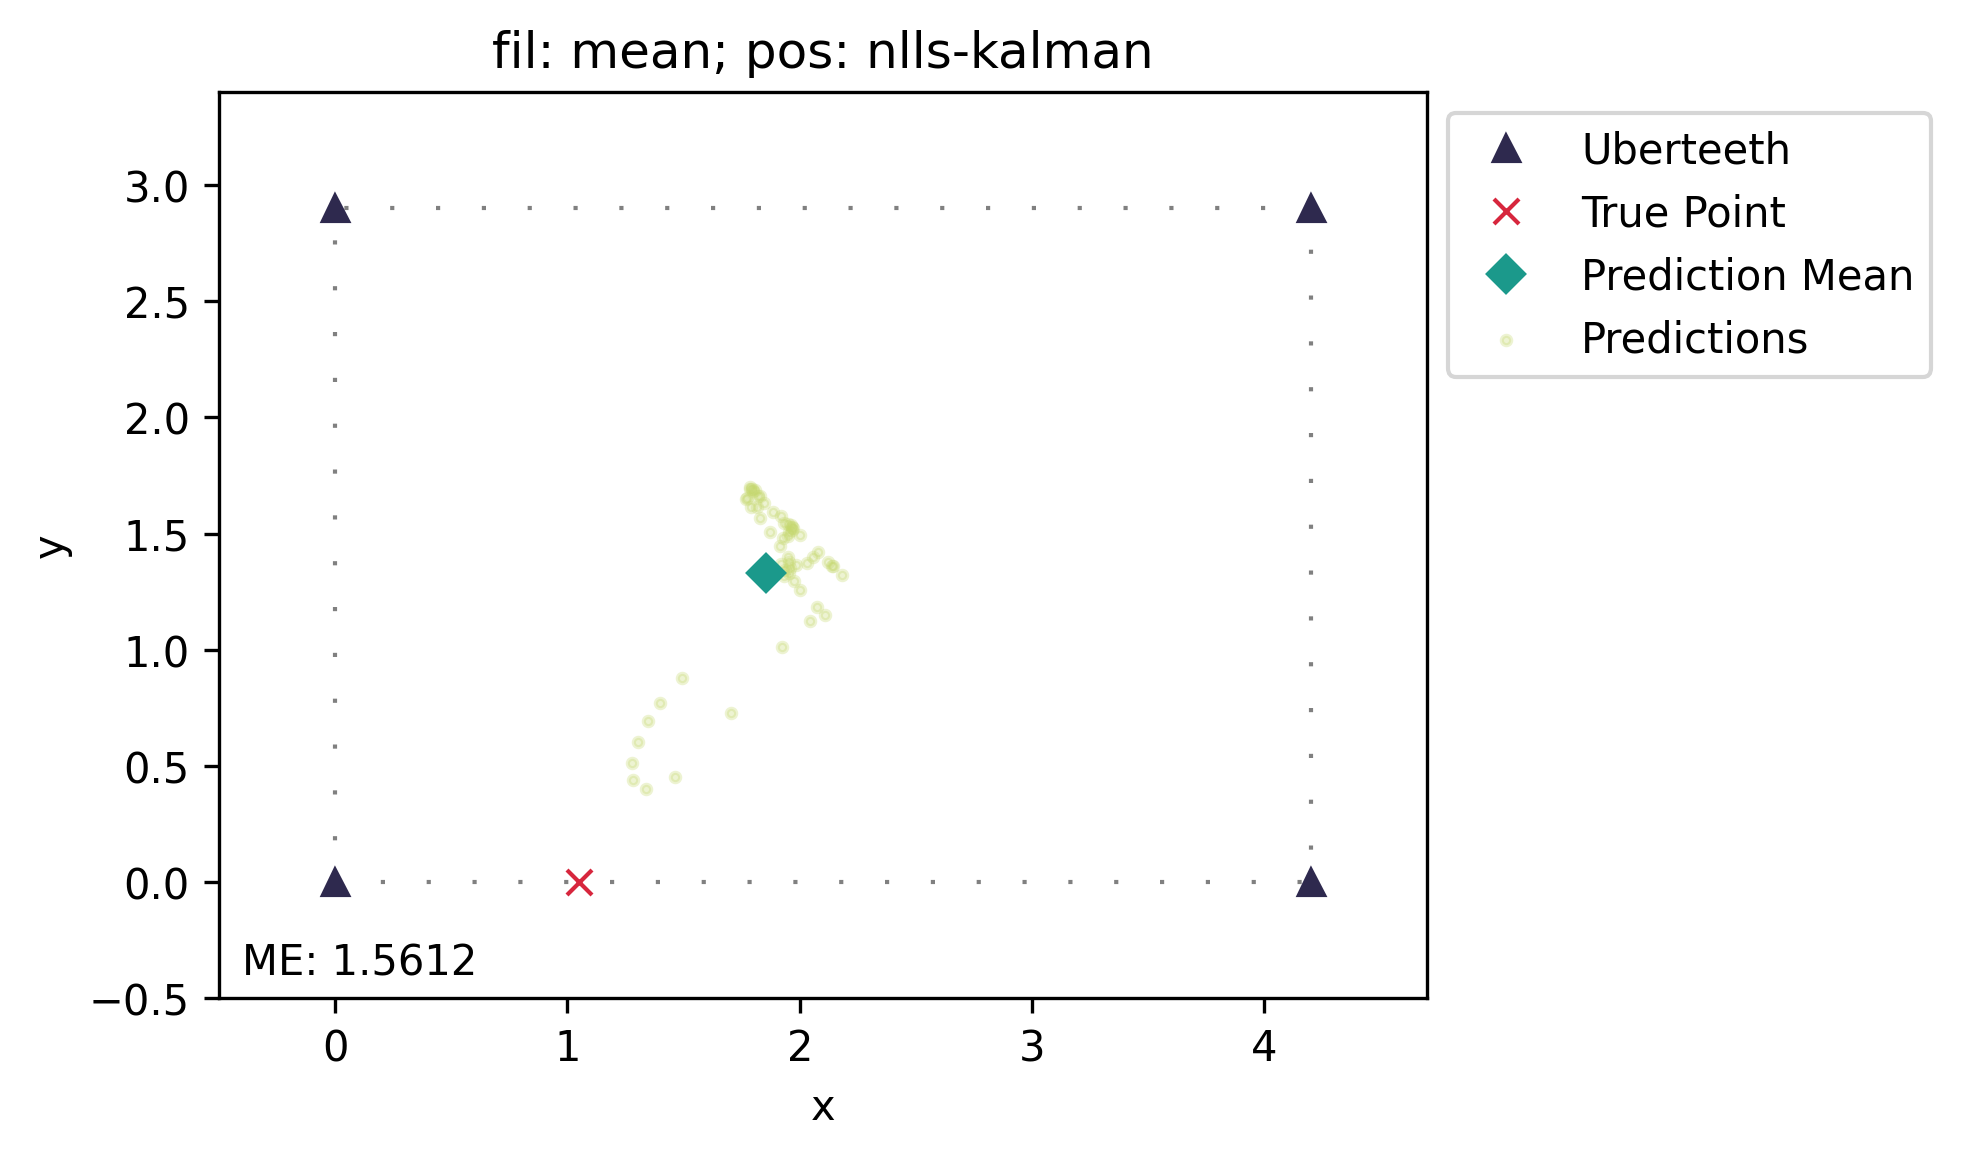 fil: mean; pos: nlls-kalman
Uberteeth
True Point
Prediction Mean
Predictions
3.0
2.5
2.0
1.5
1.0
0.5
0.0
−0.5
y
ME: 1.5612
0 1 2 3 4
x